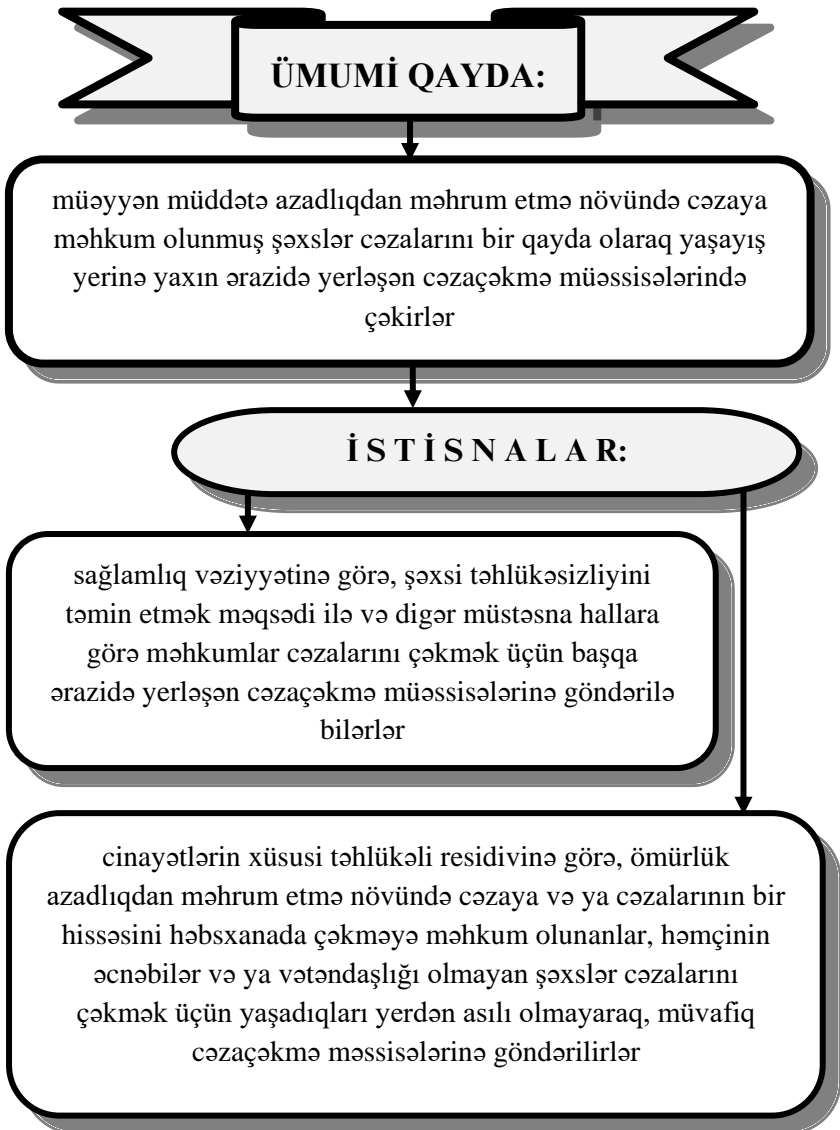 ÜMUMİ QAYDA:
müəyyən müddətə azadlıqdan məhrum etmə növündə cəzaya
məhkum olunmuş şəxslər cəzalarını bir qayda olaraq yaşayış
yerinə yaxın ərazidə yerləşən cəzaçəkmə müəssisələrində
çəkirlər
İ S T İ S N A L A R:
sağlamlıq vəziyyətinə görə, şəxsi təhlükəsizliyini
təmin etmək məqsədi ilə və digər müstəsna hallara
görə məhkumlar cəzalarını çəkmək üçün başqa
ərazidə yerləşən cəzaçəkmə müəssisələrinə göndərilə
bilərlər
cinayətlərin xüsusi təhlükəli residivinə görə, ömürlük
azadlıqdan məhrum etmə növündə cəzaya və ya cəzalarının bir
hissəsini həbsxanada çəkməyə məhkum olunanlar, həmçinin
əcnəbilər və ya vətəndaşlığı olmayan şəxslər cəzalarını
çəkmək üçün yaşadıqları yerdən asılı olmayaraq, müvafiq
cəzaçəkmə məssisələrinə göndərilirlər